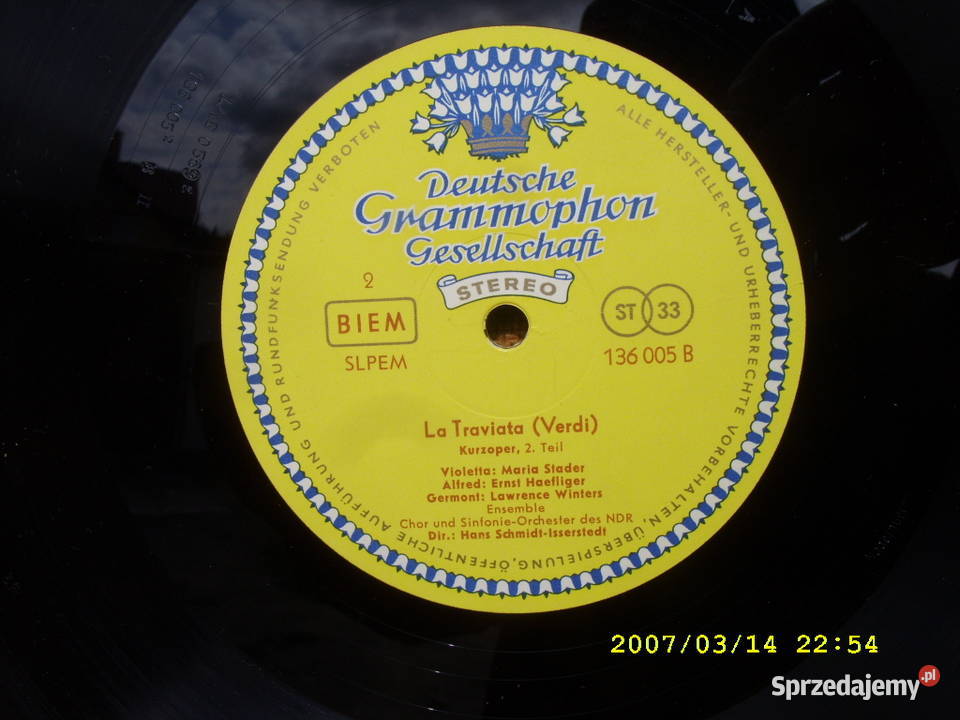 Deutsche
Grammophon
Gesellschaft
STEREO
2
BIEM
SLPEM
ST 33
136 005 B
La Traviata (Verdi)
Kurzoper, 2. Teil
Violetta: Maria Stader
Alfred: Ernst Haefliger
Germont: Lawrence Winters
Ensemble
Chor und Sinfonie-Orchester des NDR
Dir.: Hans Schmidt-Isserstedt
ALLE HERSTELLER- UND URHEBERRECHTE VORBEHALTEN, ÜBERSPIELUNG, ÖFFENTLICHE AUFFÜHRUNG UND RUNDFUNKSENDUNG VERBOTEN
2007/03/14 22:54
Sprzedajemy.pl